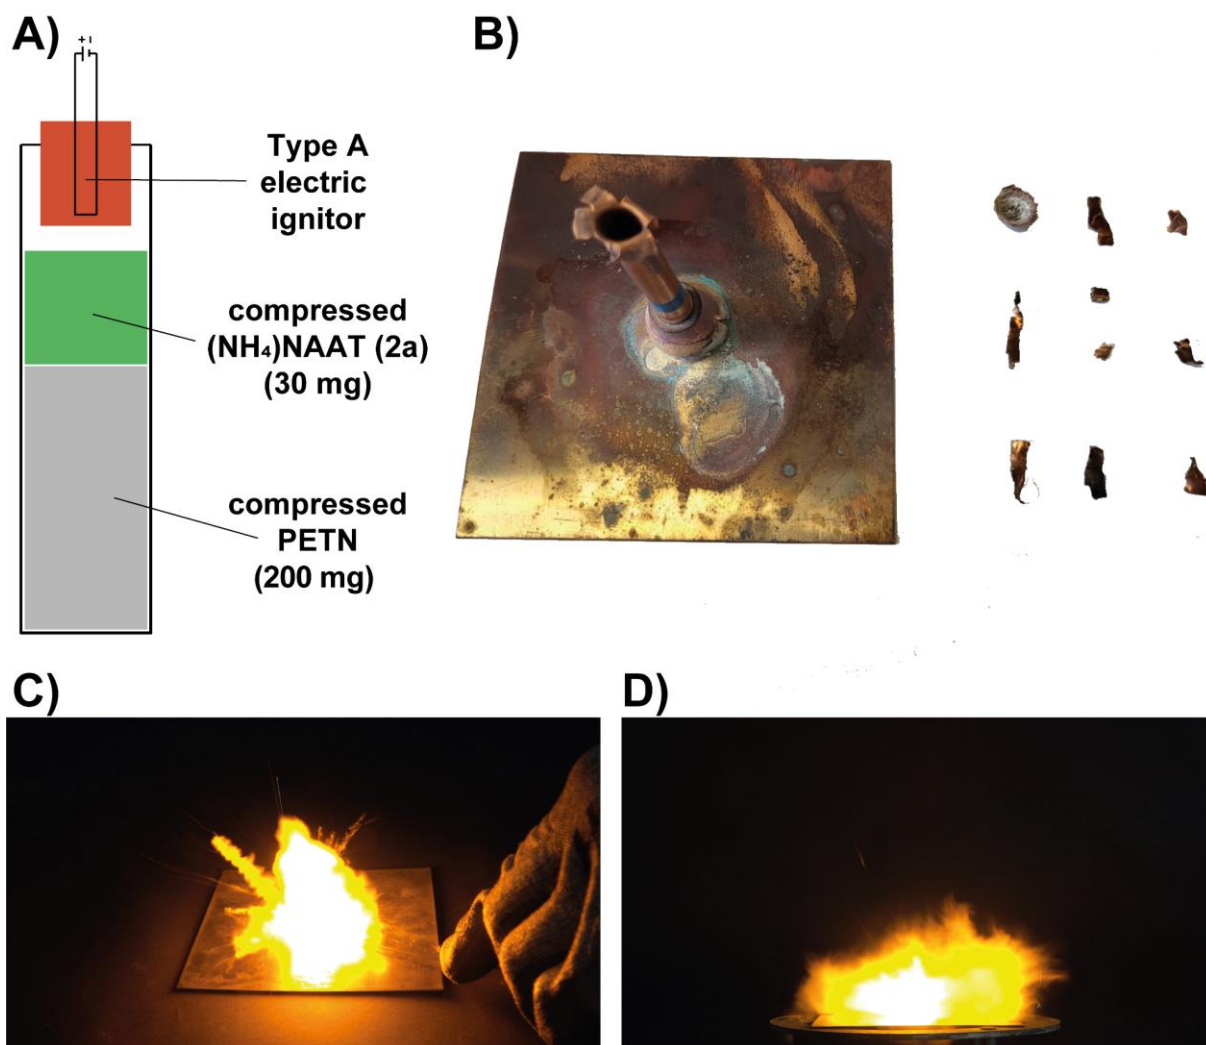 A)
+ -
Type A
electric
ignitor
compressed
(NH₄)NAAT (2a)
(30 mg)
compressed
PETN
(200 mg)
B)
C)
D)